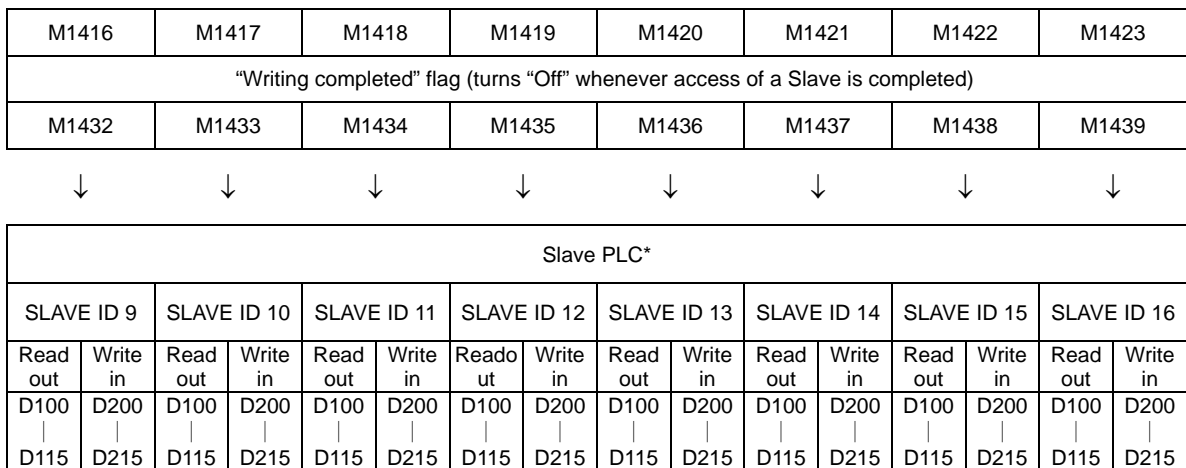 M1416 M1417 M1418 M1419 M1420 M1421 M1422 M1423
“Writing completed” flag (turns “Off” whenever access of a Slave is completed)
M1432 M1433 M1434 M1435 M1436 M1437 M1438 M1439
↓ ↓ ↓ ↓ ↓ ↓ ↓ ↓
Slave PLC*
SLAVE ID 9 SLAVE ID 10 SLAVE ID 11 SLAVE ID 12 SLAVE ID 13 SLAVE ID 14 SLAVE ID 15 SLAVE ID 16
Read Write Read Write Read Write Reado Write Read Write Read Write Read Write Read Write
out in out in out in ut in out in out in out in out in
D100 D200 D100 D200 D100 D200 D100 D200 D100 D200 D100 D200 D100 D200 D100 D200
| | | | | | | | | | | | | | | |
D115 D215 D115 D215 D115 D215 D115 D215 D115 D215 D115 D215 D115 D215 D115 D215